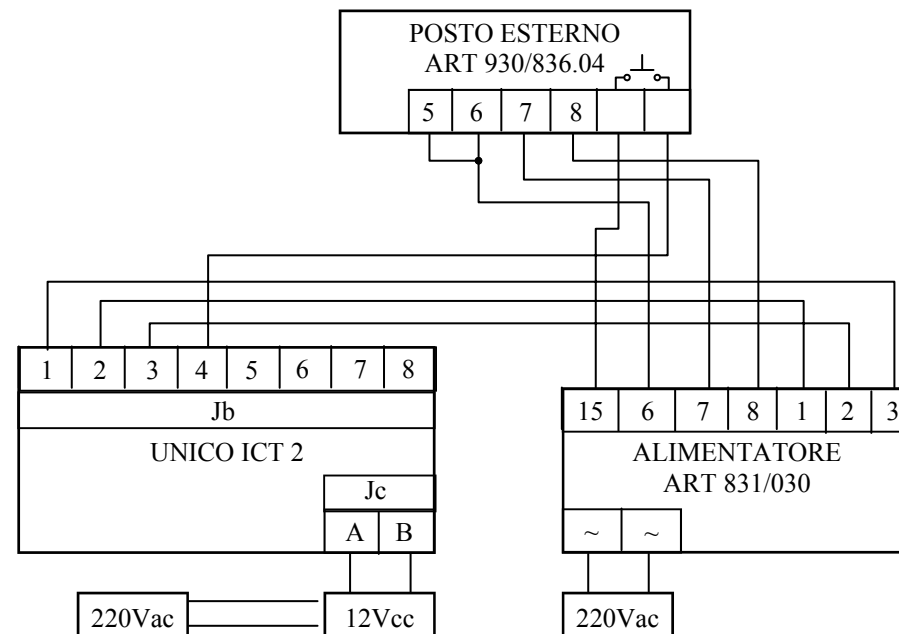 POSTO ESTERNO
ART 930/836.04
5 6 7 8
1 2 3 4 5 6 7 8
Jb
UNICO ICT 2
Jc
A B
220Vac
12Vcc
15 6 7 8 1 2 3
ALIMENTATORE
ART 831/030
~ ~
220Vac